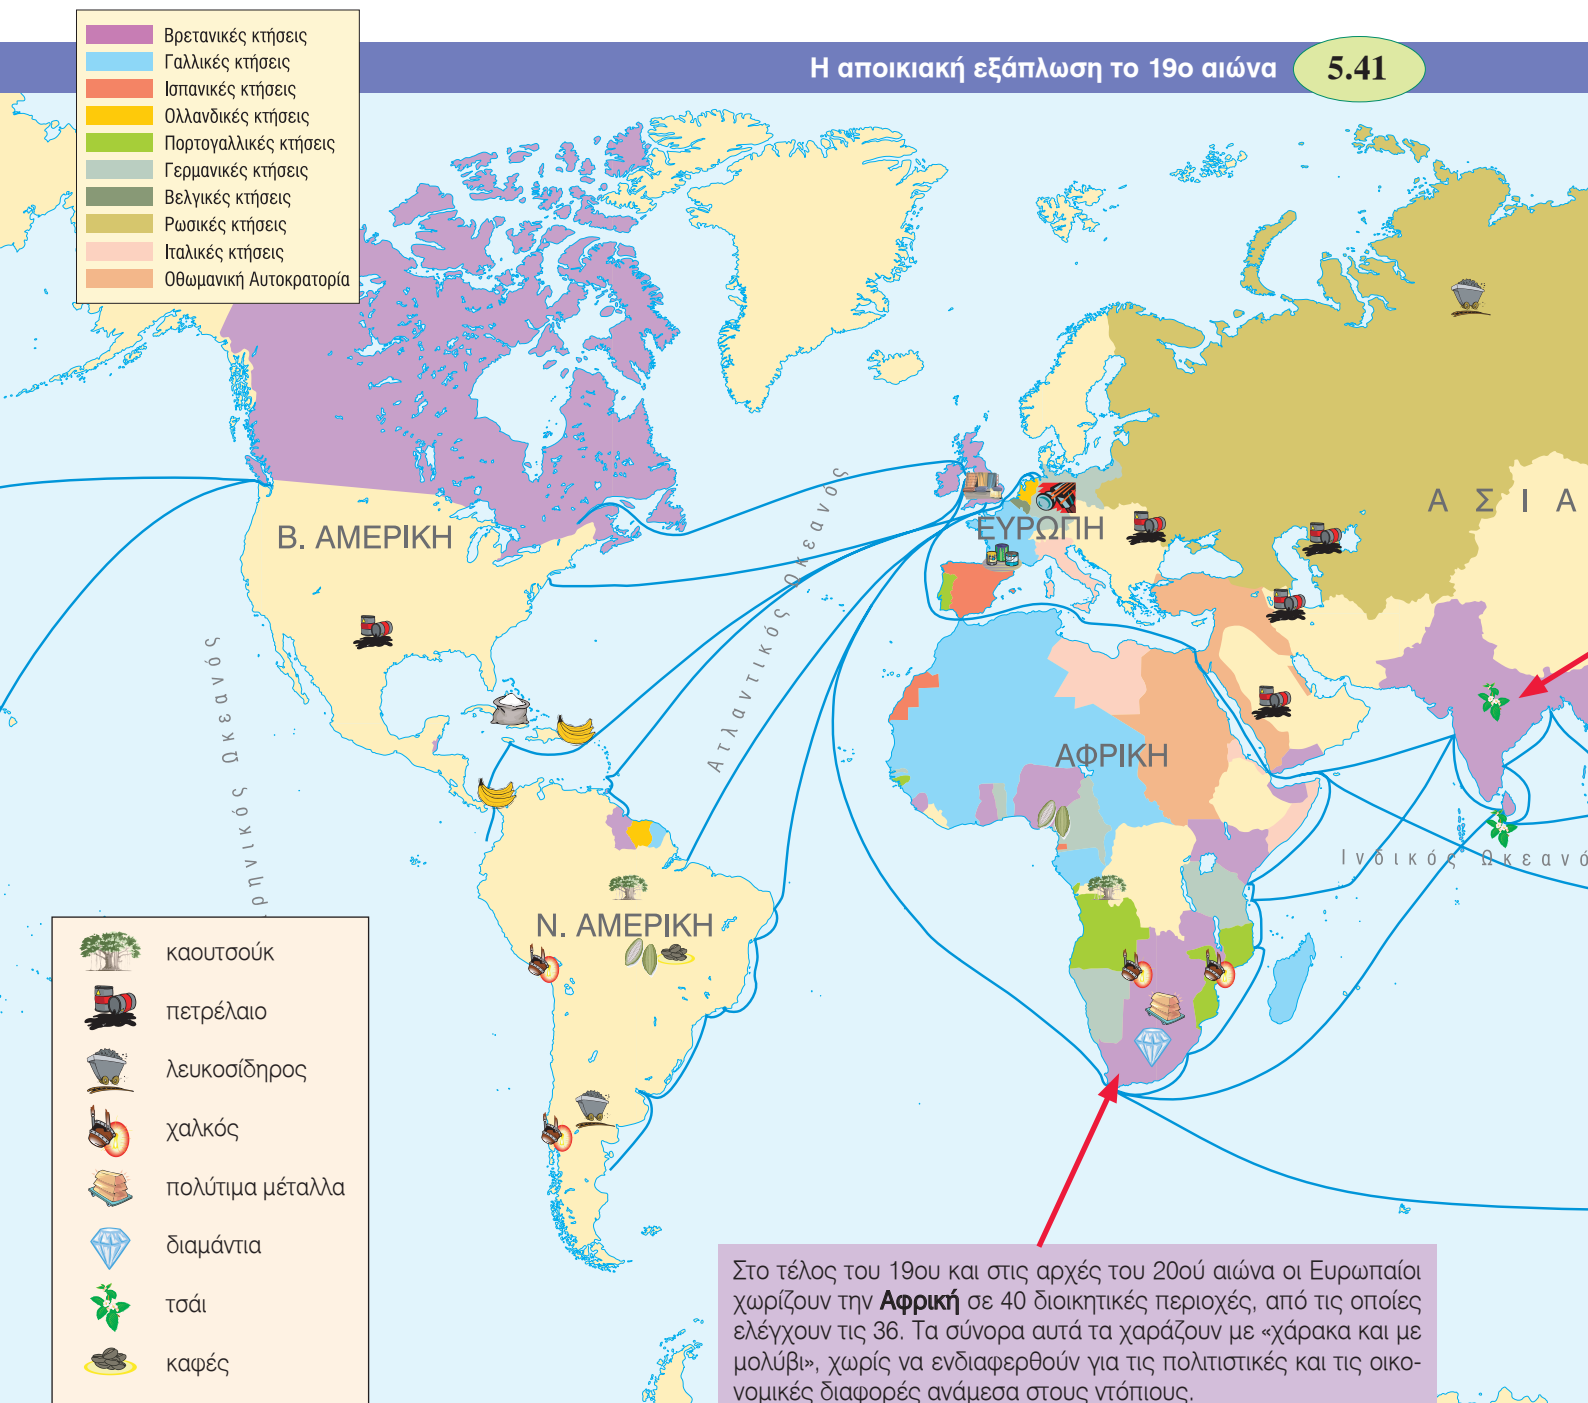 Βρετανικές κτήσεις
Γαλλικές κτήσεις
Ισπανικές κτήσεις
Ολλανδικές κτήσεις
Πορτογαλλικές κτήσεις
Γερμανικές κτήσεις
Βελγικές κτήσεις
Ρωσικές κτήσεις
Ιταλικές κτήσεις
Οθωμανική Αυτοκρατορία
Η αποικιακή εξάπλωση το 19ο αιώνα 5.41
Β. ΑΜΕΡΙΚΗ
ΕΥΡΩΠΗ
ΑΣΙΑ
Ατλαντικός Ωκεανός
ρηνικός Ωκεανός
ΑΦΡΙΚΗ
Ινδικός Ωκεανό
Ν. ΑΜΕΡΙΚΗ
καουτσούκ
πετρέλαιο
λευκοσίδηρος
χαλκός
πολύτιμα μέταλλα
διαμάντια
τσάι
καφές
Στο τέλος του 19ου και στις αρχές του 20ού αιώνα οι Ευρωπαίοι
χωρίζουν την Αφρική σε 40 διοικητικές περιοχές, από τις οποίες
ελέγχουν τις 36. Τα σύνορα αυτά τα χαράζουν με «χάρακα και με
μολύβι», χωρίς να ενδιαφερθούν για τις πολιτιστικές και τις οικο-
νομικές διαφορές ανάμεσα στους ντόπιους.